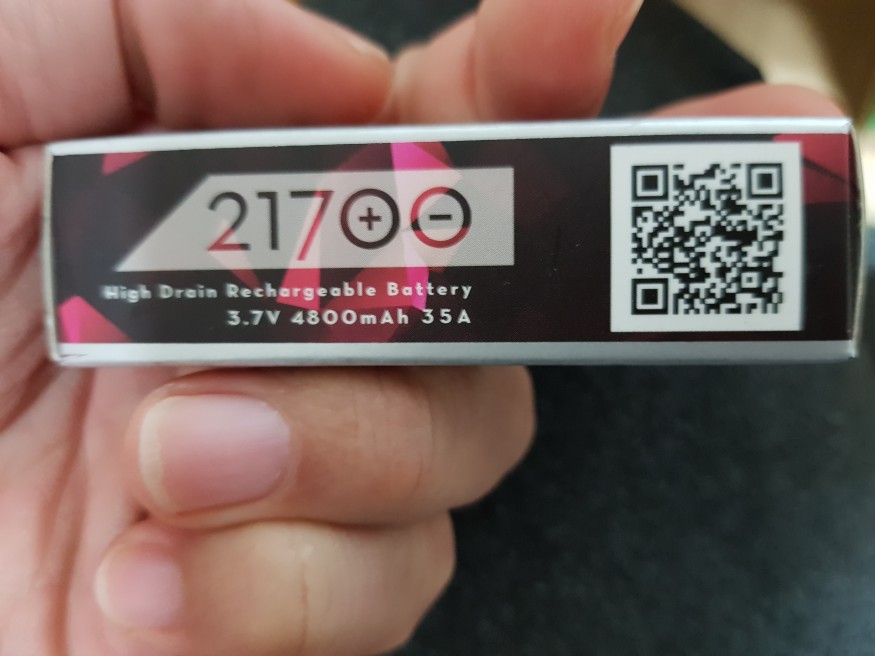 21700
High Drain Rechargeable Battery
3.7V 4800mAh 35A